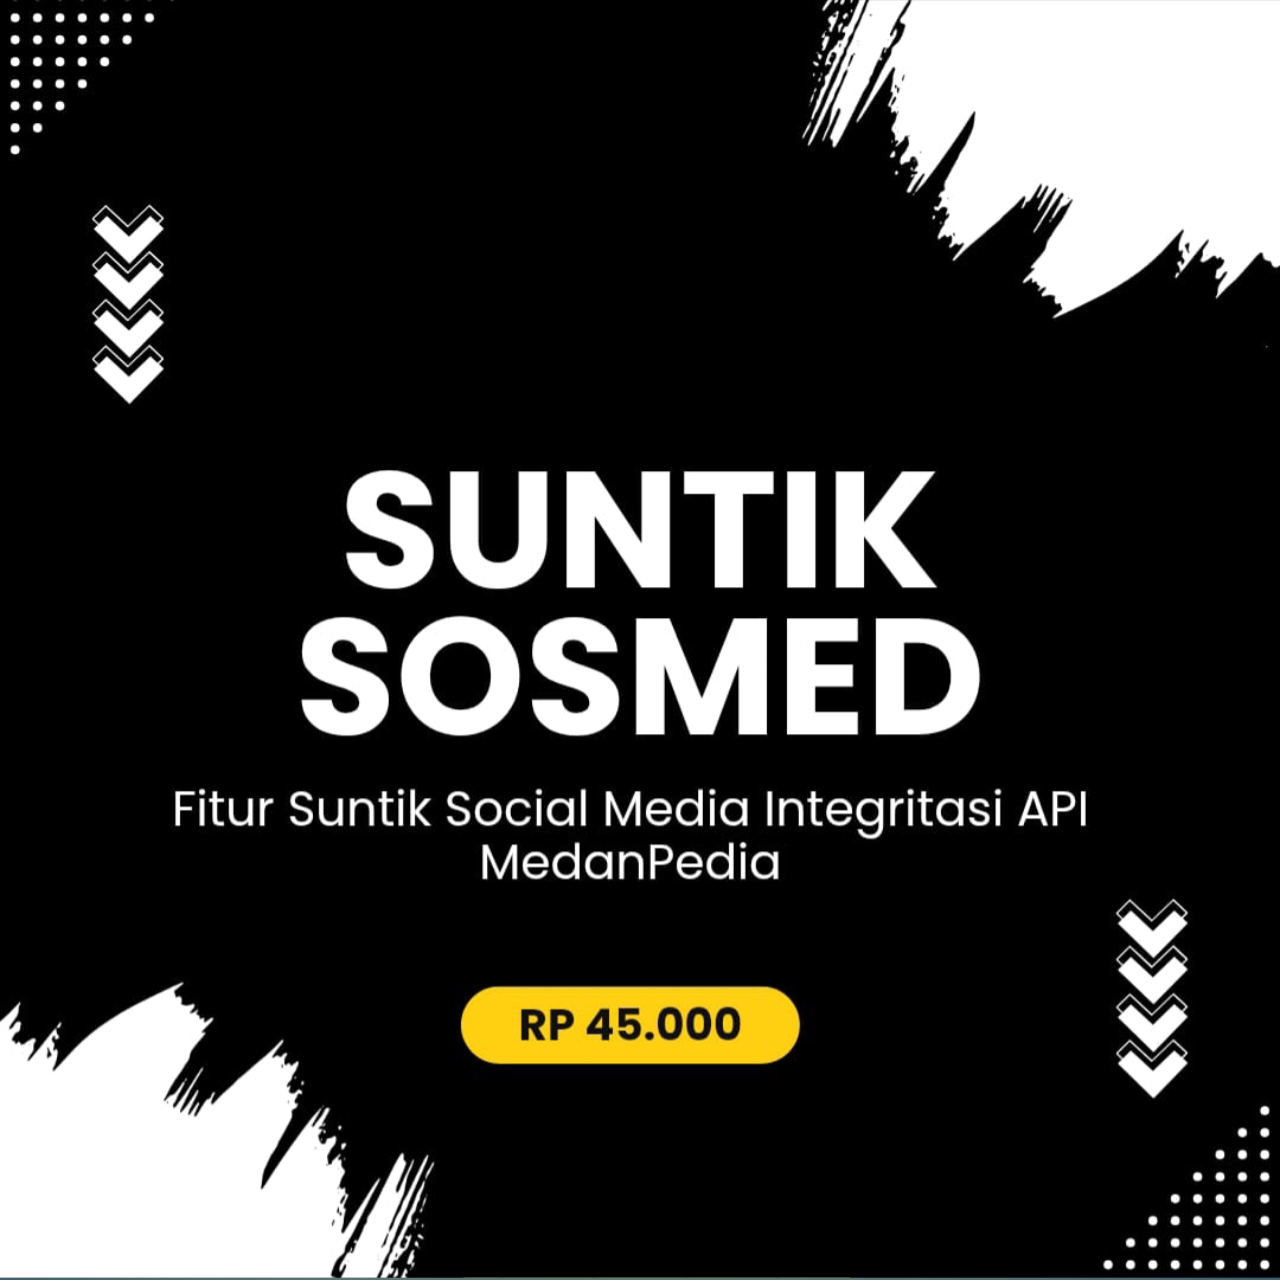 SUNTIK
SOSMED
Fitur Suntik Social Media Integritasi API
MedanPedia
RP 45.000